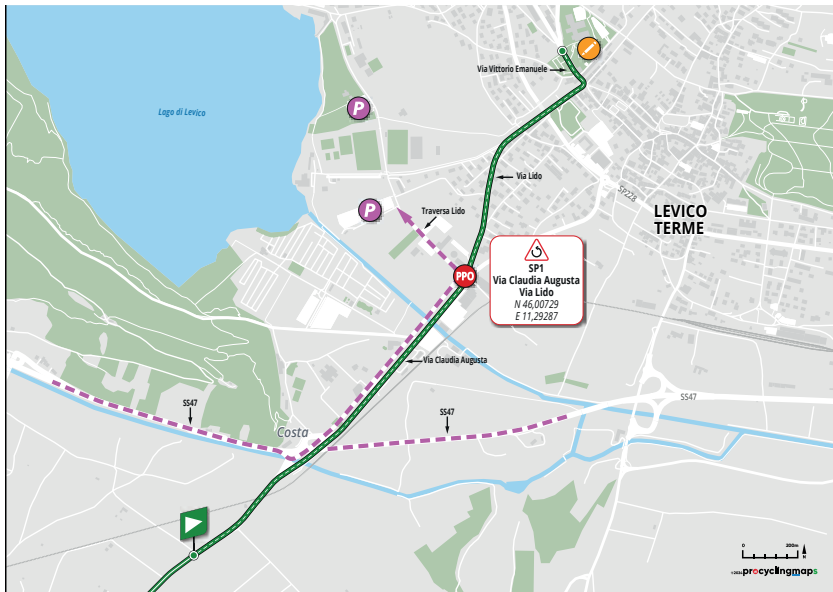 Via Vittorio Emanuele
P
Lago di Levico
Via Lido
SP228
P
Traversa Lido
LEVICO
TERME
PPO
SP1
Via Claudia Augusta
Via Lido
N 46,00729
E 11,29287
Via Claudia Augusta
SS47
SS47
SS47
Costa
0 200m
N
©2024 procyclingmaps